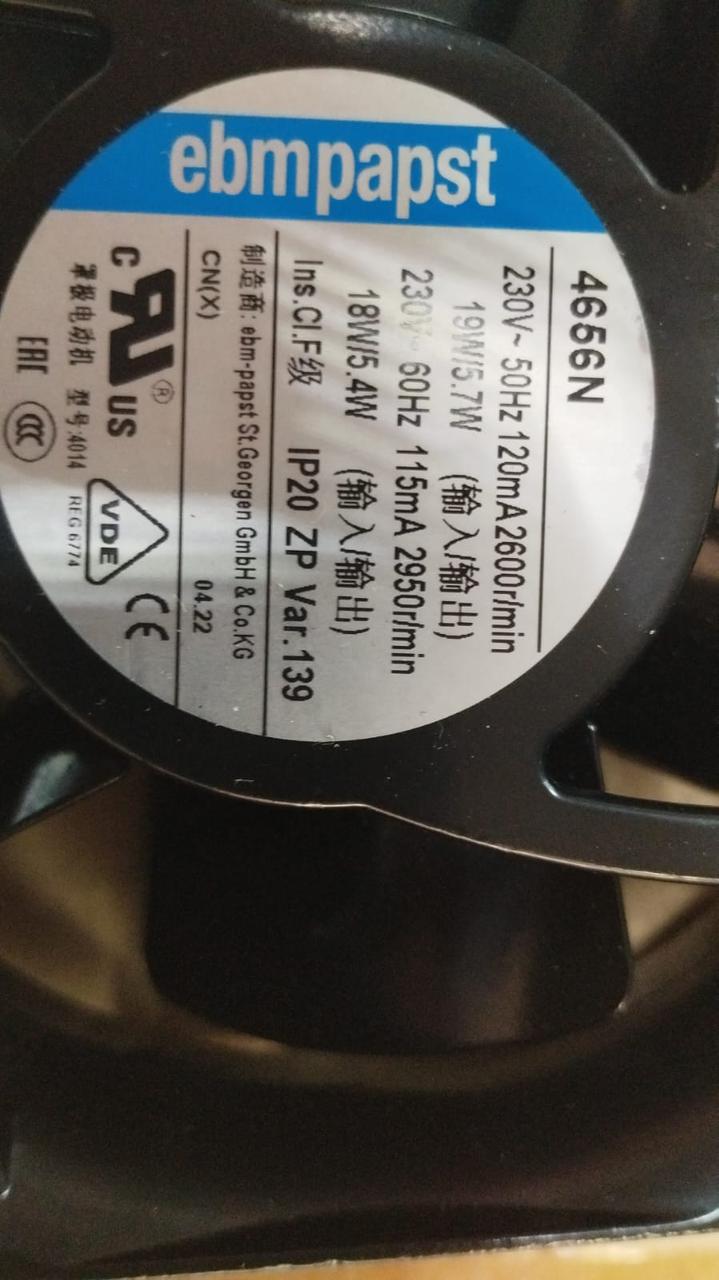 ebmpapst
4656N
230V~ 50Hz 120mA 2600r/min
19W/5.7W (输入/输出)
230V~ 60Hz 115mA 2950r/min
18W/5.4W (输入/输出)
Ins.Cl.F级 IP20 ZP Var.139
制造商: ebm-papst St.Georgen GmbH & Co.KG
CN(X) 04.22
C UR US ®
VDE CE
罩极电动机 型号:4014 REG 6774
EAC CCC